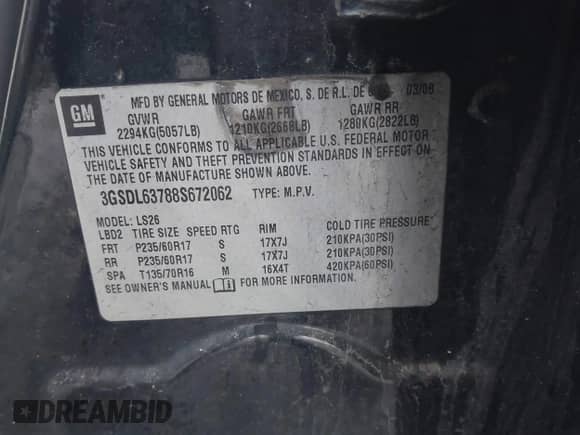 MFD BY GENERAL MOTORS DE MEXICO, S. DE R.L. DE C. 03/08
GM
GVWR GAWR FRT GAWR RR
2294KG(5057LB) 1210KG(2668LB) 1280KG(2822LB)
THIS VEHICLE CONFORMS TO ALL APPLICABLE U.S. FEDERAL MOTOR
VEHICLE SAFETY AND THEFT PREVENTION STANDARDS IN EFFECT ON
THE DATE OF MANUFACTURE SHOWN ABOVE.
3GSDL63788S672062 TYPE: M.P.V.
MODEL: LS26
LBD2 TIRE SIZE SPEED RTG RIM COLD TIRE PRESSURE
FRT P235/60R17 S 17X7J 210KPA(30PSI)
RR P235/60R17 S 17X7J 210KPA(30PSI)
SPA T135/70R16 M 16X4T 420KPA(60PSI)
SEE OWNER'S MANUAL FOR MORE INFORMATION.
DREAMBID